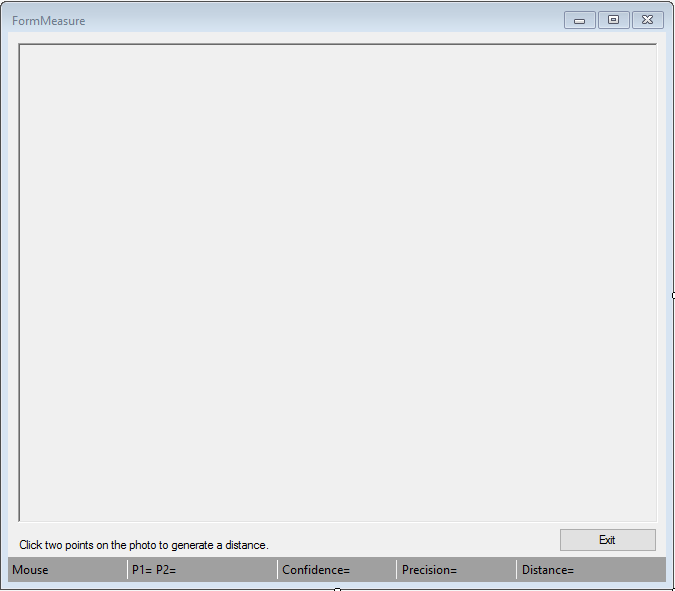 FormMeasure
Click two points on the photo to generate a distance.
Exit
Mouse P1= P2= Confidence= Precision= Distance=